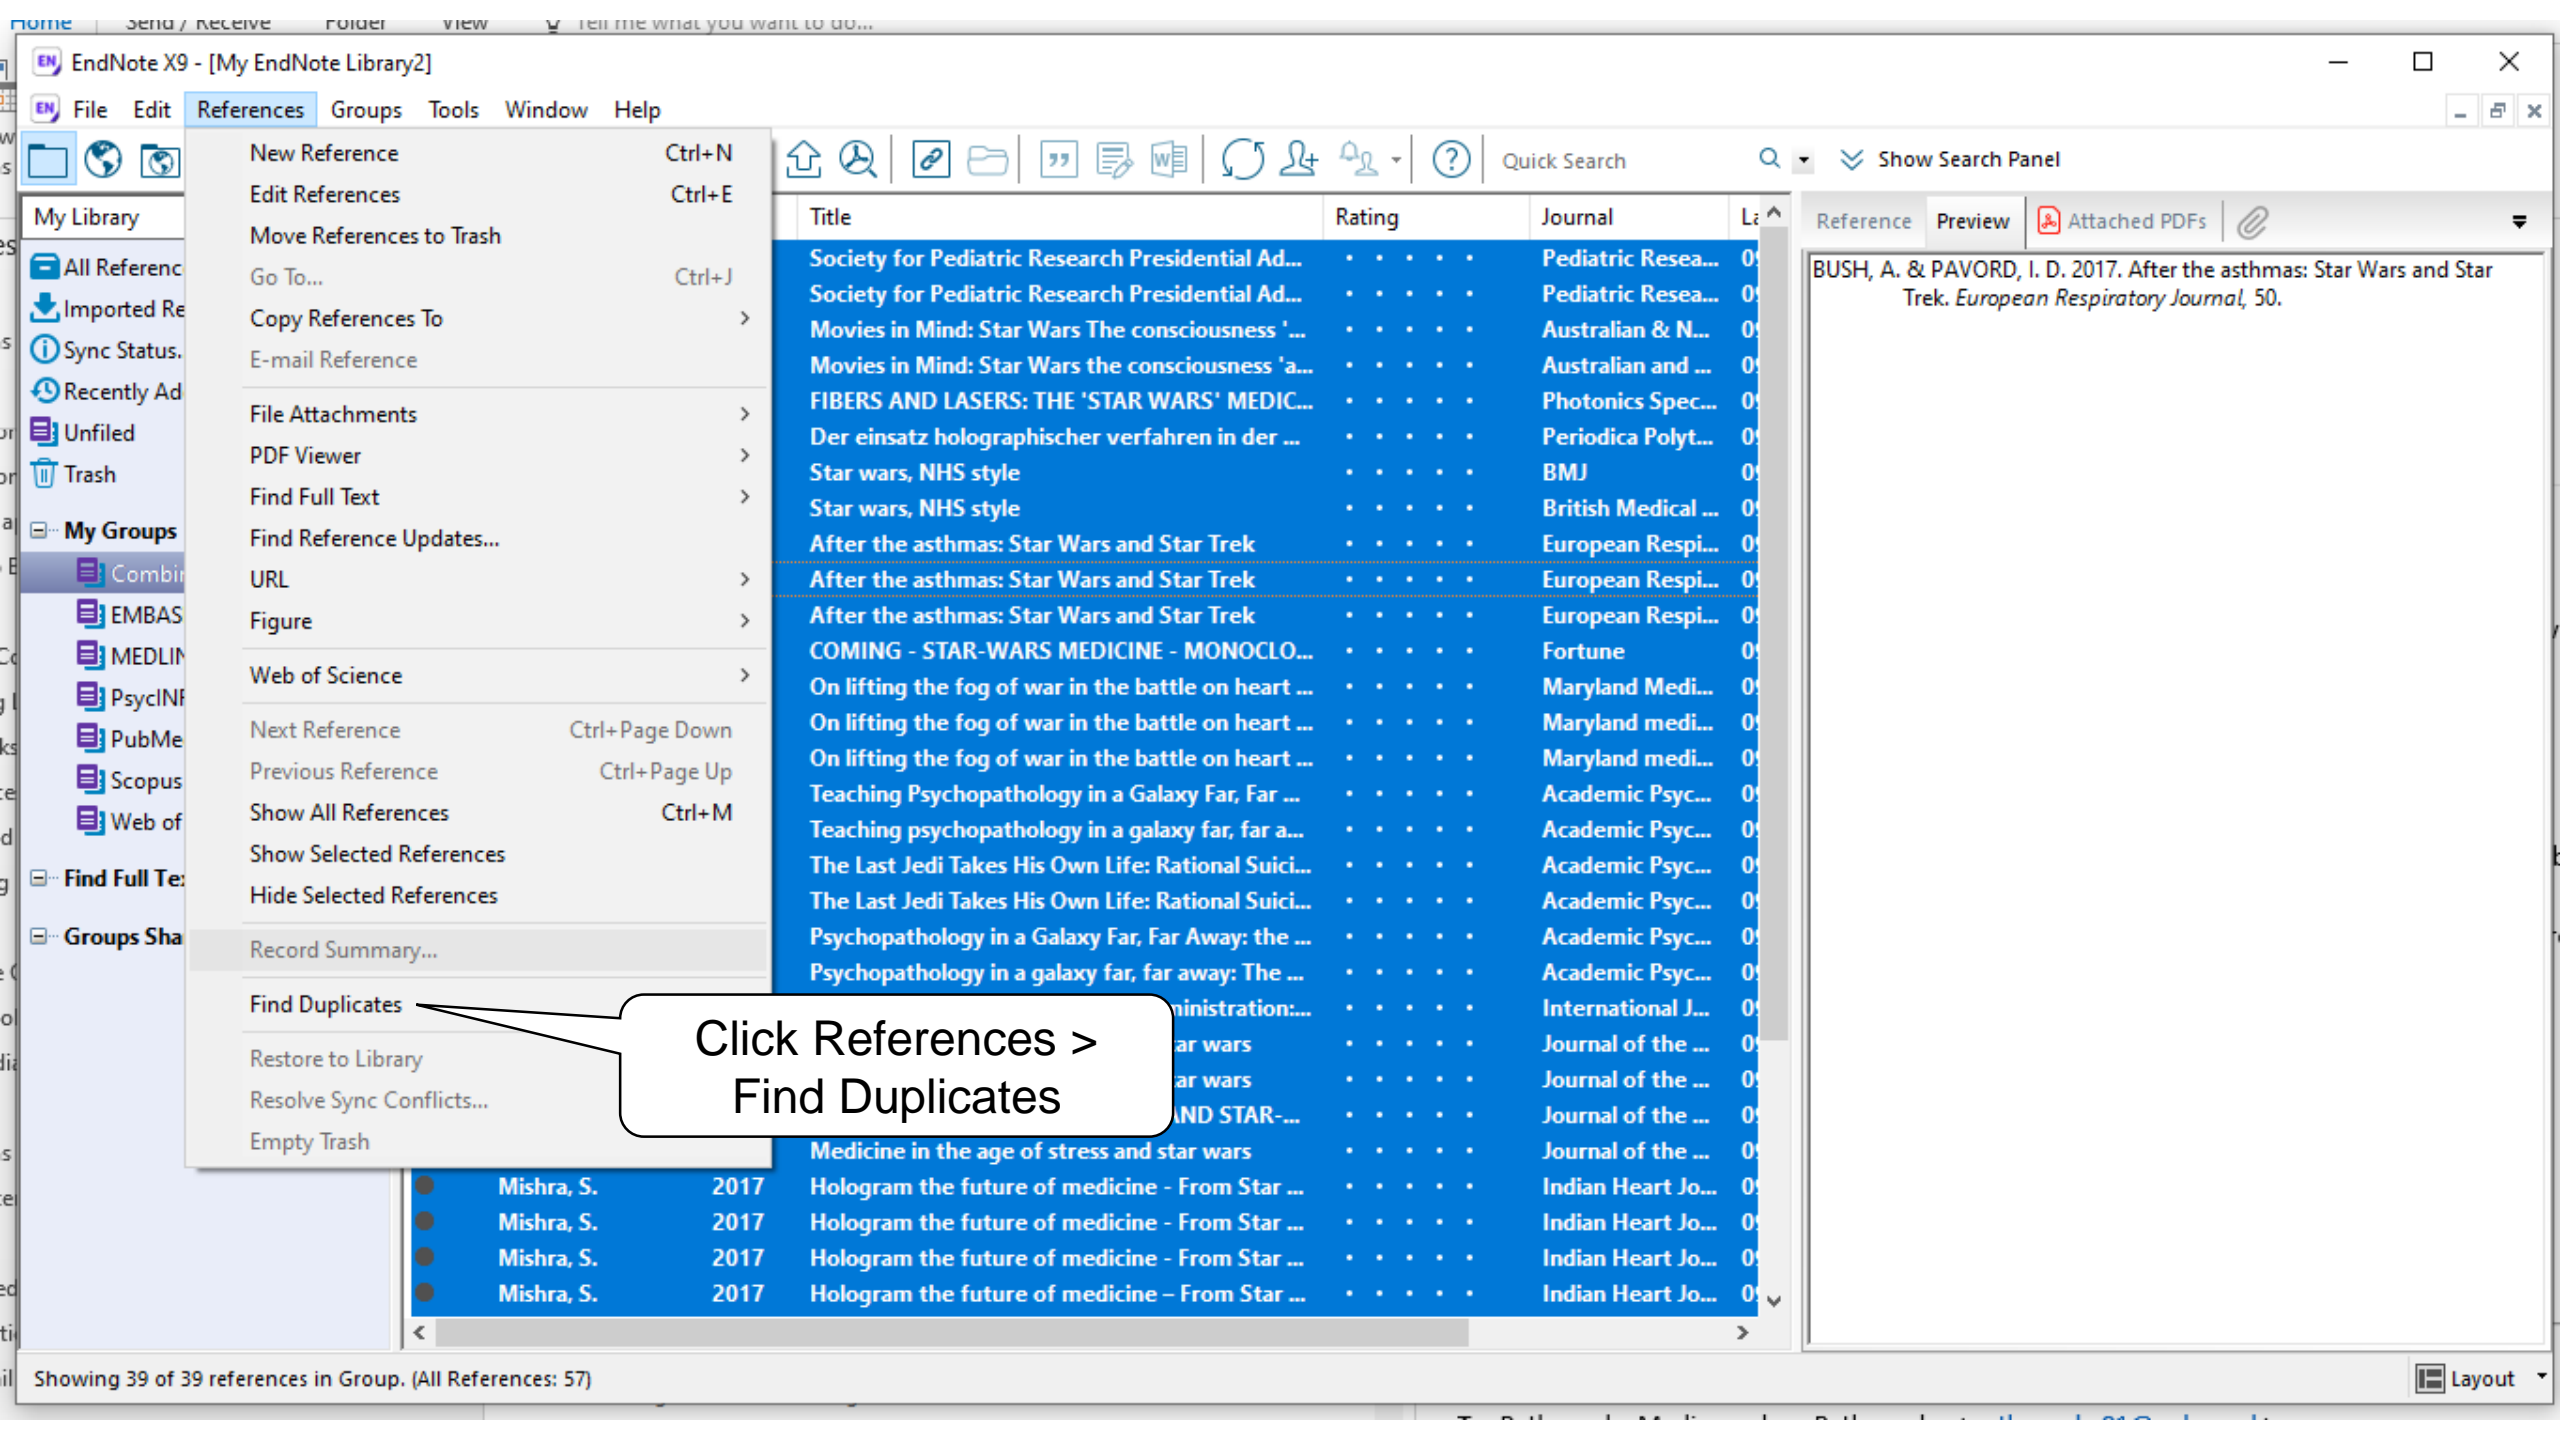 Home Send / Receive Folder View Tell me what you want to do...
EndNote X9 - [My EndNote Library2]
File Edit References Groups Tools Window Help
Quick Search
Show Search Panel
New Reference Ctrl+N
Edit References Ctrl+E
Move References to Trash
Go To... Ctrl+J
Copy References To
E-mail Reference
File Attachments
PDF Viewer
Find Full Text
Find Reference Updates...
URL
Figure
Web of Science
Next Reference Ctrl+Page Down
Previous Reference Ctrl+Page Up
Show All References Ctrl+M
Show Selected References
Hide Selected References
Record Summary...
Find Duplicates
Restore to Library
Resolve Sync Conflicts...
Empty Trash
My Library
All Referenc
Imported Re
Sync Status.
Recently Ad
Unfiled
Trash
My Groups
Combin
EMBAS
MEDLIN
PsycINF
PubMe
Scopus
Web of
Find Full Te
Groups Sha
Title Rating Journal La
Society for Pediatric Research Presidential Ad... Pediatric Resea...
Society for Pediatric Research Presidential Ad... Pediatric Resea...
Movies in Mind: Star Wars The consciousness '... Australian & N...
Movies in Mind: Star Wars the consciousness 'a... Australian and ...
FIBERS AND LASERS: THE 'STAR WARS' MEDIC... Photonics Spec...
Der einsatz holographischer verfahren in der ... Periodica Polyt...
Star wars, NHS style BMJ
Star wars, NHS style British Medical ...
After the asthmas: Star Wars and Star Trek European Respi...
After the asthmas: Star Wars and Star Trek European Respi...
After the asthmas: Star Wars and Star Trek European Respi...
COMING - STAR-WARS MEDICINE - MONOCLO... Fortune
On lifting the fog of war in the battle on heart ... Maryland Medi...
On lifting the fog of war in the battle on heart ... Maryland medi...
On lifting the fog of war in the battle on heart ... Maryland medi...
Teaching Psychopathology in a Galaxy Far, Far ... Academic Psyc...
Teaching psychopathology in a galaxy far, far a... Academic Psyc...
The Last Jedi Takes His Own Life: Rational Suici... Academic Psyc...
The Last Jedi Takes His Own Life: Rational Suici... Academic Psyc...
Psychopathology in a Galaxy Far, Far Away: the ... Academic Psyc...
Psychopathology in a galaxy far, far away: The ... Academic Psyc...
ninistration:... International J...
ar wars Journal of the ...
ar wars Journal of the ...
AND STAR-... Journal of the ...
Medicine in the age of stress and star wars Journal of the ...
Mishra, S. 2017 Hologram the future of medicine - From Star ... Indian Heart Jo...
Mishra, S. 2017 Hologram the future of medicine - From Star ... Indian Heart Jo...
Mishra, S. 2017 Hologram the future of medicine - From Star ... Indian Heart Jo...
Mishra, S. 2017 Hologram the future of medicine – From Star ... Indian Heart Jo...
Click References >
Find Duplicates
Reference Preview Attached PDFs
BUSH, A. & PAVORD, I. D. 2017. After the asthmas: Star Wars and Star
Trek. European Respiratory Journal, 50.
Showing 39 of 39 references in Group. (All References: 57)
Layout